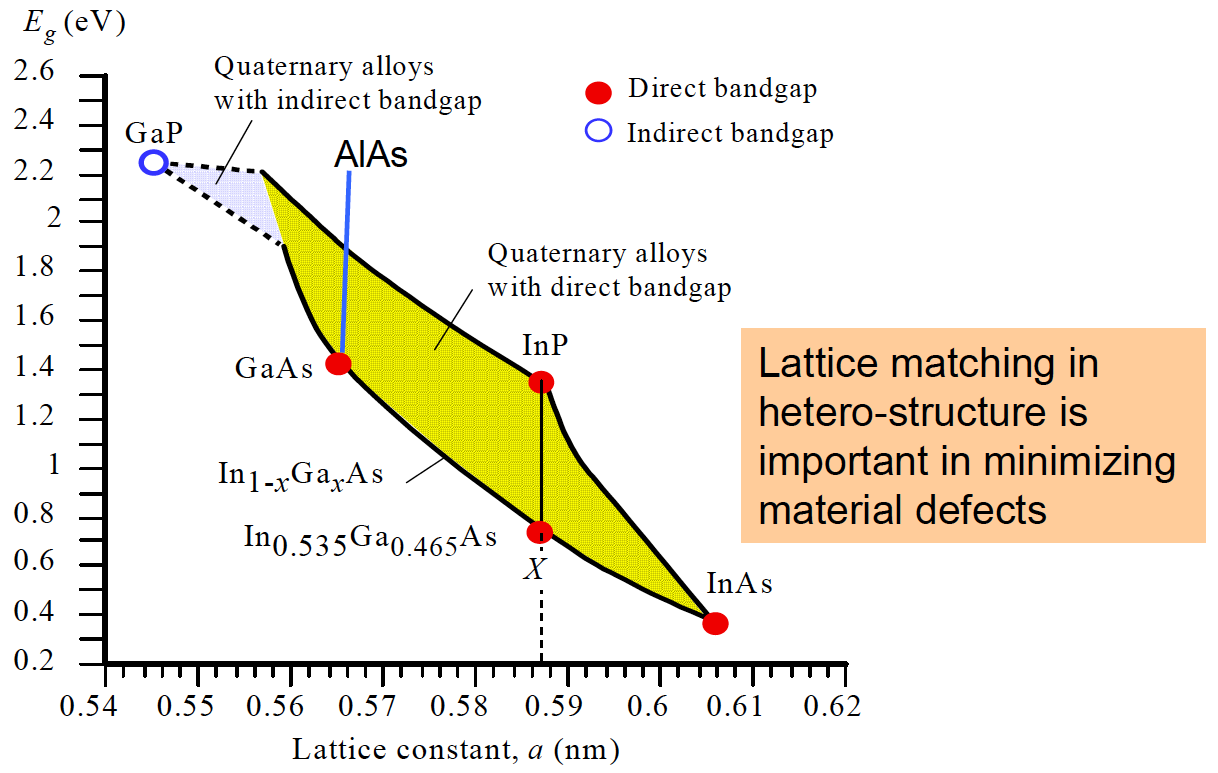 E_g (eV)
2.6
2.4
2.2
2
1.8
1.6
1.4
1.2
1
0.8
0.6
0.4
0.2
Quaternary alloys
with indirect bandgap
GaP
AlAs
Direct bandgap
Indirect bandgap
Quaternary alloys
with direct bandgap
InP
GaAs
In1-xGaxAs
In0.535Ga0.465As
X
InAs
Lattice matching in
hetero-structure is
important in minimizing
material defects
0.54 0.55 0.56 0.57 0.58 0.59 0.6 0.61 0.62
Lattice constant, a (nm)